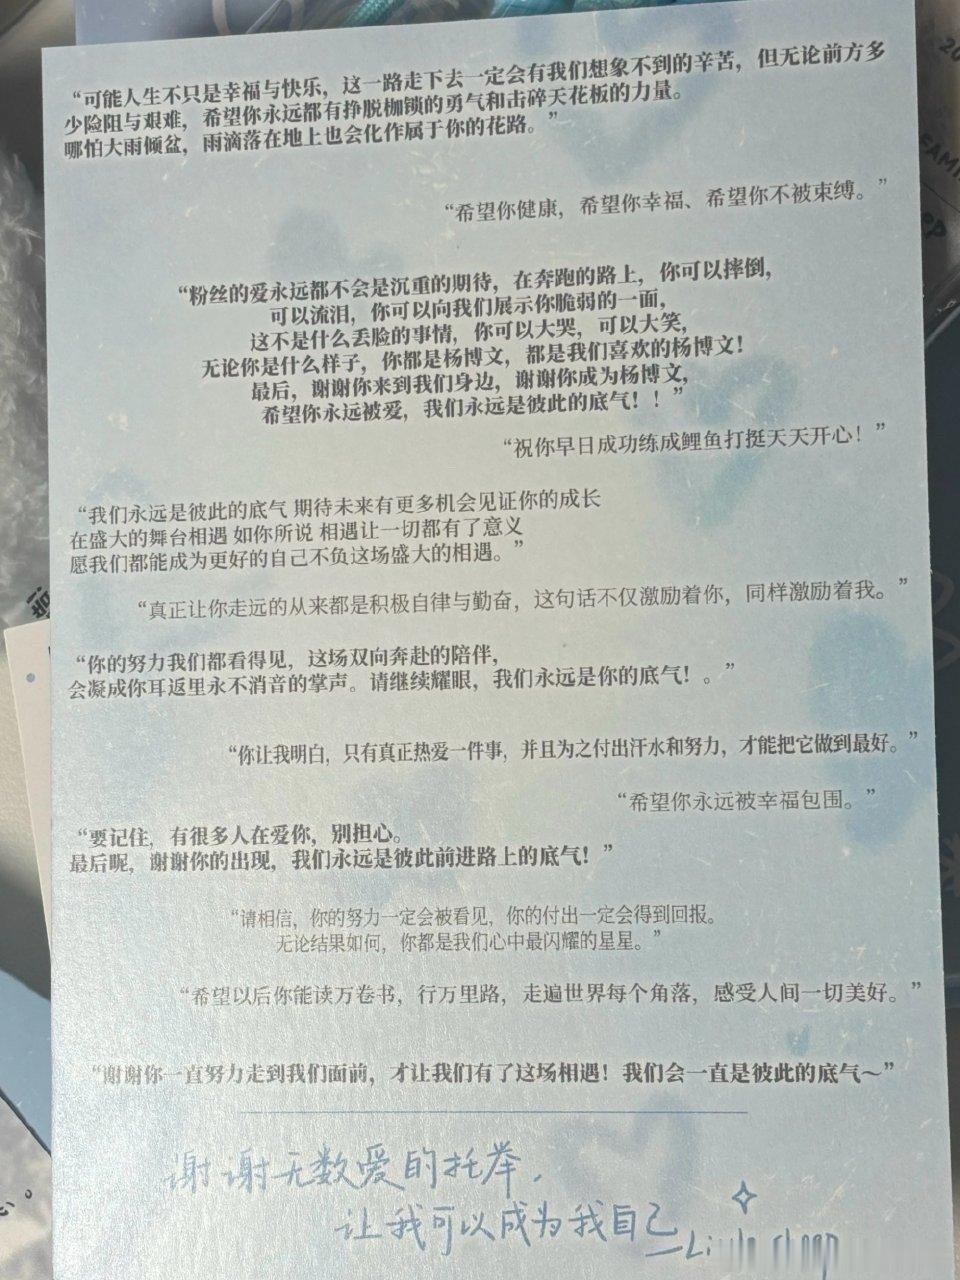 “可能人生不只是幸福与快乐，这一路走下去一定会有我们想象不到的辛苦，但无论前方多
少险阻与艰难，希望你永远都有挣脱枷锁的勇气和击碎天花板的力量。
哪怕大雨倾盆，雨滴落在地上也会化作属于你的花路。”
“希望你健康，希望你幸福、希望你不被束缚。”
“粉丝的爱永远都不会是沉重的期待，在奔跑的路上，你可以摔倒，
可以流泪，你可以向我们展示你脆弱的一面，
这不是什么丢脸的事情，你可以大哭，可以大笑，
无论你是什么样子，你都是杨博文，都是我们喜欢的杨博文！
最后，谢谢你来到我们身边，谢谢你成为杨博文，
希望你永远被爱，我们永远是彼此的底气！！”
“祝你早日成功练成鲤鱼打挺天天开心！”
“我们永远是彼此的底气 期待未来有更多机会见证你的成长
在盛大的舞台相遇 如你所说 相遇让一切都有了意义
愿我们都能成为更好的自己不负这场盛大的相遇。”
“真正让你走远的从来都是积极自律与勤奋，这句话不仅激励着你，同样激励着我。”
“你的努力我们都看得见，这场双向奔赴的陪伴，
会凝成你耳返里永不消音的掌声。请继续耀眼，我们永远是你的底气！。”
“你让我明白，只有真正热爱一件事，并且为之付出汗水和努力，才能把它做到最好。”
“希望你永远被幸福包围。”
“要记住，有很多人在爱你，别担心。
最后呢，谢谢你的出现，我们永远是彼此前进路上的底气！”
“请相信，你的努力一定会被看见，你的付出一定会得到回报。
无论结果如何，你都是我们心中最闪耀的星星。”
“希望以后你能读万卷书，行万里路，走遍世界每个角落，感受人间一切美好。”
“谢谢你一直努力走到我们面前，才让我们有了这场相遇！我们会一直是彼此的底气～”
谢谢无数爱的托举，
让我可以成为我自己